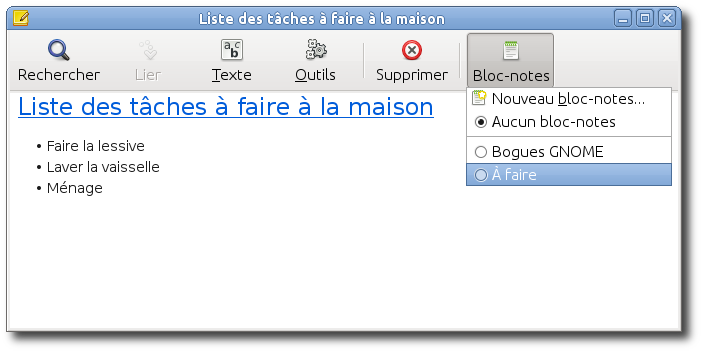 Liste des tâches à faire à la maison
Rechercher
Lier
Texte
Outils
Supprimer
Bloc-notes
Liste des tâches à faire à la maison
• Faire la lessive
• Laver la vaisselle
• Ménage
Nouveau bloc-notes...
Aucun bloc-notes
Bogues GNOME
À faire